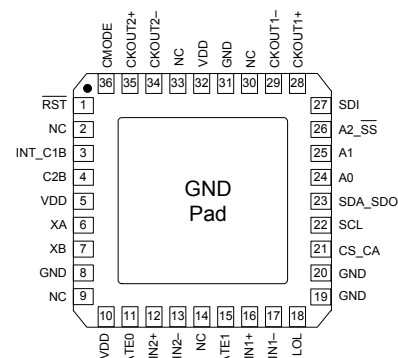 CMODE
CKOUT2+
CKOUT2–
NC
VDD
GND
NC
CKOUT1–
CKOUT1+
36 35 34 33 32 31 30 29 28
RST 1
NC 2
INT_C1B 3
C2B 4
VDD 5
XA 6
XB 7
GND 8
NC 9
GND
Pad
27 SDI
26 A2_SS
25 A1
24 A0
23 SDA_SDO
22 SCL
21 CS_CA
20 GND
19 GND
10 11 12 13 14 15 16 17 18
VDD
ATE0
IN2+
IN2–
NC
ATE1
IN1+
IN1–
LOL